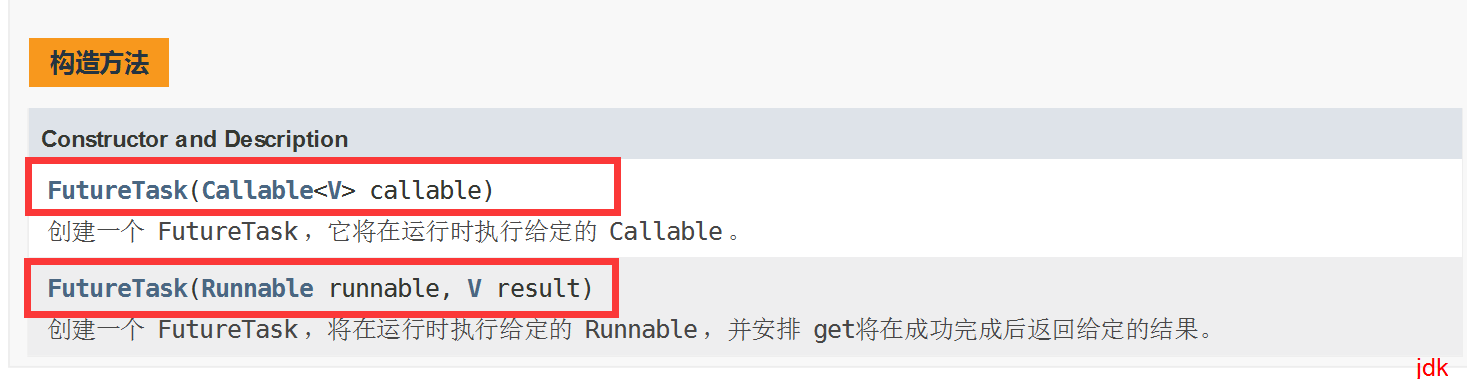 构造方法
Constructor and Description
FutureTask(Callable<V> callable)
创建一个 FutureTask，它将在运行时执行给定的 Callable。
FutureTask(Runnable runnable, V result)
创建一个 FutureTask，将在运行时执行给定的 Runnable，并安排 get将在成功完成后返回给定的结果。
jdk